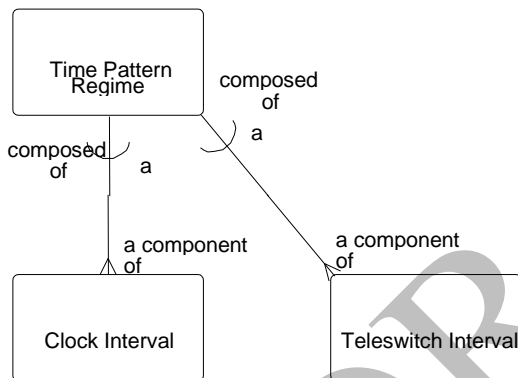 Time Pattern
Regime
composed
of
a
composed
of
a
a component
of
a component
of
Clock Interval
Teleswitch Interval